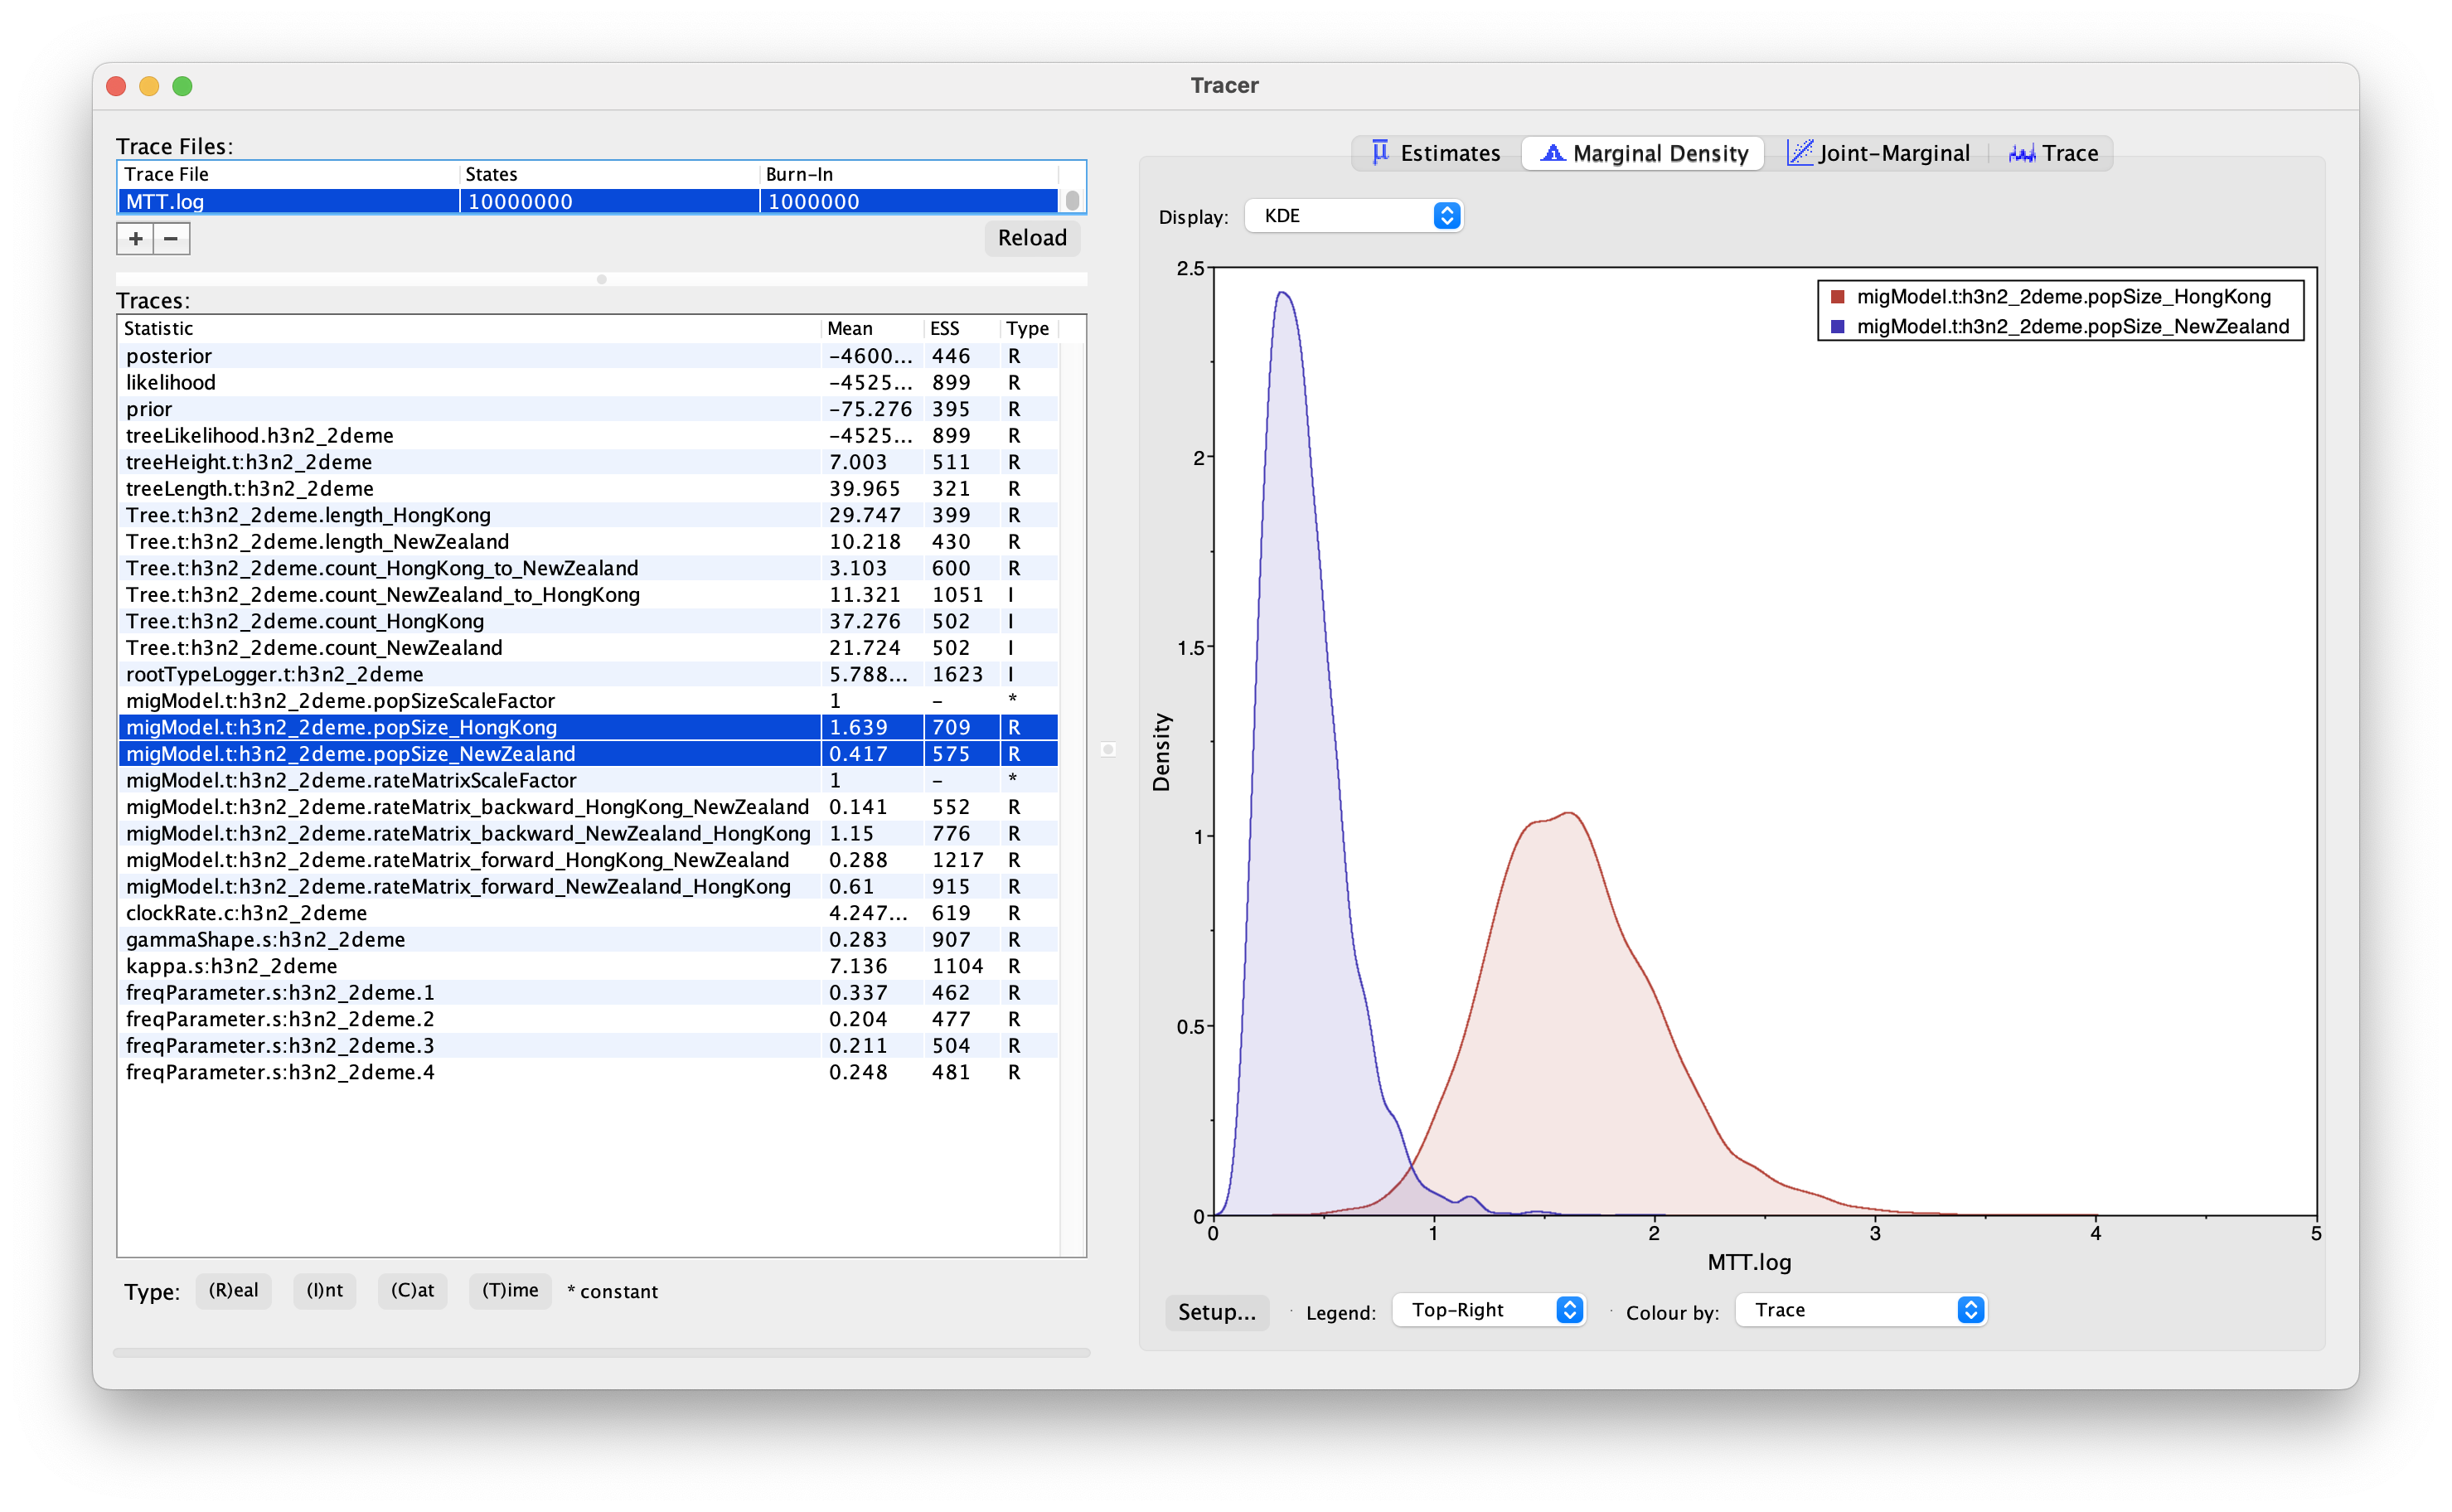 Tracer
Trace Files:
Trace File States Burn-In
MTT.log 10000000 1000000
+ − Reload
Traces:
Statistic Mean ESS Type
posterior -4600... 446 R
likelihood -4525... 899 R
prior -75.276 395 R
treeLikelihood.h3n2_2deme -4525... 899 R
treeHeight.t:h3n2_2deme 7.003 511 R
treeLength.t:h3n2_2deme 39.965 321 R
Tree.t:h3n2_2deme.length_HongKong 29.747 399 R
Tree.t:h3n2_2deme.length_NewZealand 10.218 430 R
Tree.t:h3n2_2deme.count_HongKong_to_NewZealand 3.103 600 R
Tree.t:h3n2_2deme.count_NewZealand_to_HongKong 11.321 1051 I
Tree.t:h3n2_2deme.count_HongKong 37.276 502 I
Tree.t:h3n2_2deme.count_NewZealand 21.724 502 I
rootTypeLogger.t:h3n2_2deme 5.788... 1623 I
migModel.t:h3n2_2deme.popSizeScaleFactor 1 - *
migModel.t:h3n2_2deme.popSize_HongKong 1.639 709 R
migModel.t:h3n2_2deme.popSize_NewZealand 0.417 575 R
migModel.t:h3n2_2deme.rateMatrixScaleFactor 1 - *
migModel.t:h3n2_2deme.rateMatrix_backward_HongKong_NewZealand 0.141 552 R
migModel.t:h3n2_2deme.rateMatrix_backward_NewZealand_HongKong 1.15 776 R
migModel.t:h3n2_2deme.rateMatrix_forward_HongKong_NewZealand 0.288 1217 R
migModel.t:h3n2_2deme.rateMatrix_forward_NewZealand_HongKong 0.61 915 R
clockRate.c:h3n2_2deme 4.247... 619 R
gammaShape.s:h3n2_2deme 0.283 907 R
kappa.s:h3n2_2deme 7.136 1104 R
freqParameter.s:h3n2_2deme.1 0.337 462 R
freqParameter.s:h3n2_2deme.2 0.204 477 R
freqParameter.s:h3n2_2deme.3 0.211 504 R
freqParameter.s:h3n2_2deme.4 0.248 481 R
Type: (R)eal (I)nt (C)at (T)ime * constant
Estimates Marginal Density Joint-Marginal Trace
Display: KDE
migModel.t:h3n2_2deme.popSize_HongKong
migModel.t:h3n2_2deme.popSize_NewZealand
Density
2.5
2
1.5
1
0.5
0
0 1 2 3 4 5
MTT.log
Setup... Legend: Top-Right Colour by: Trace